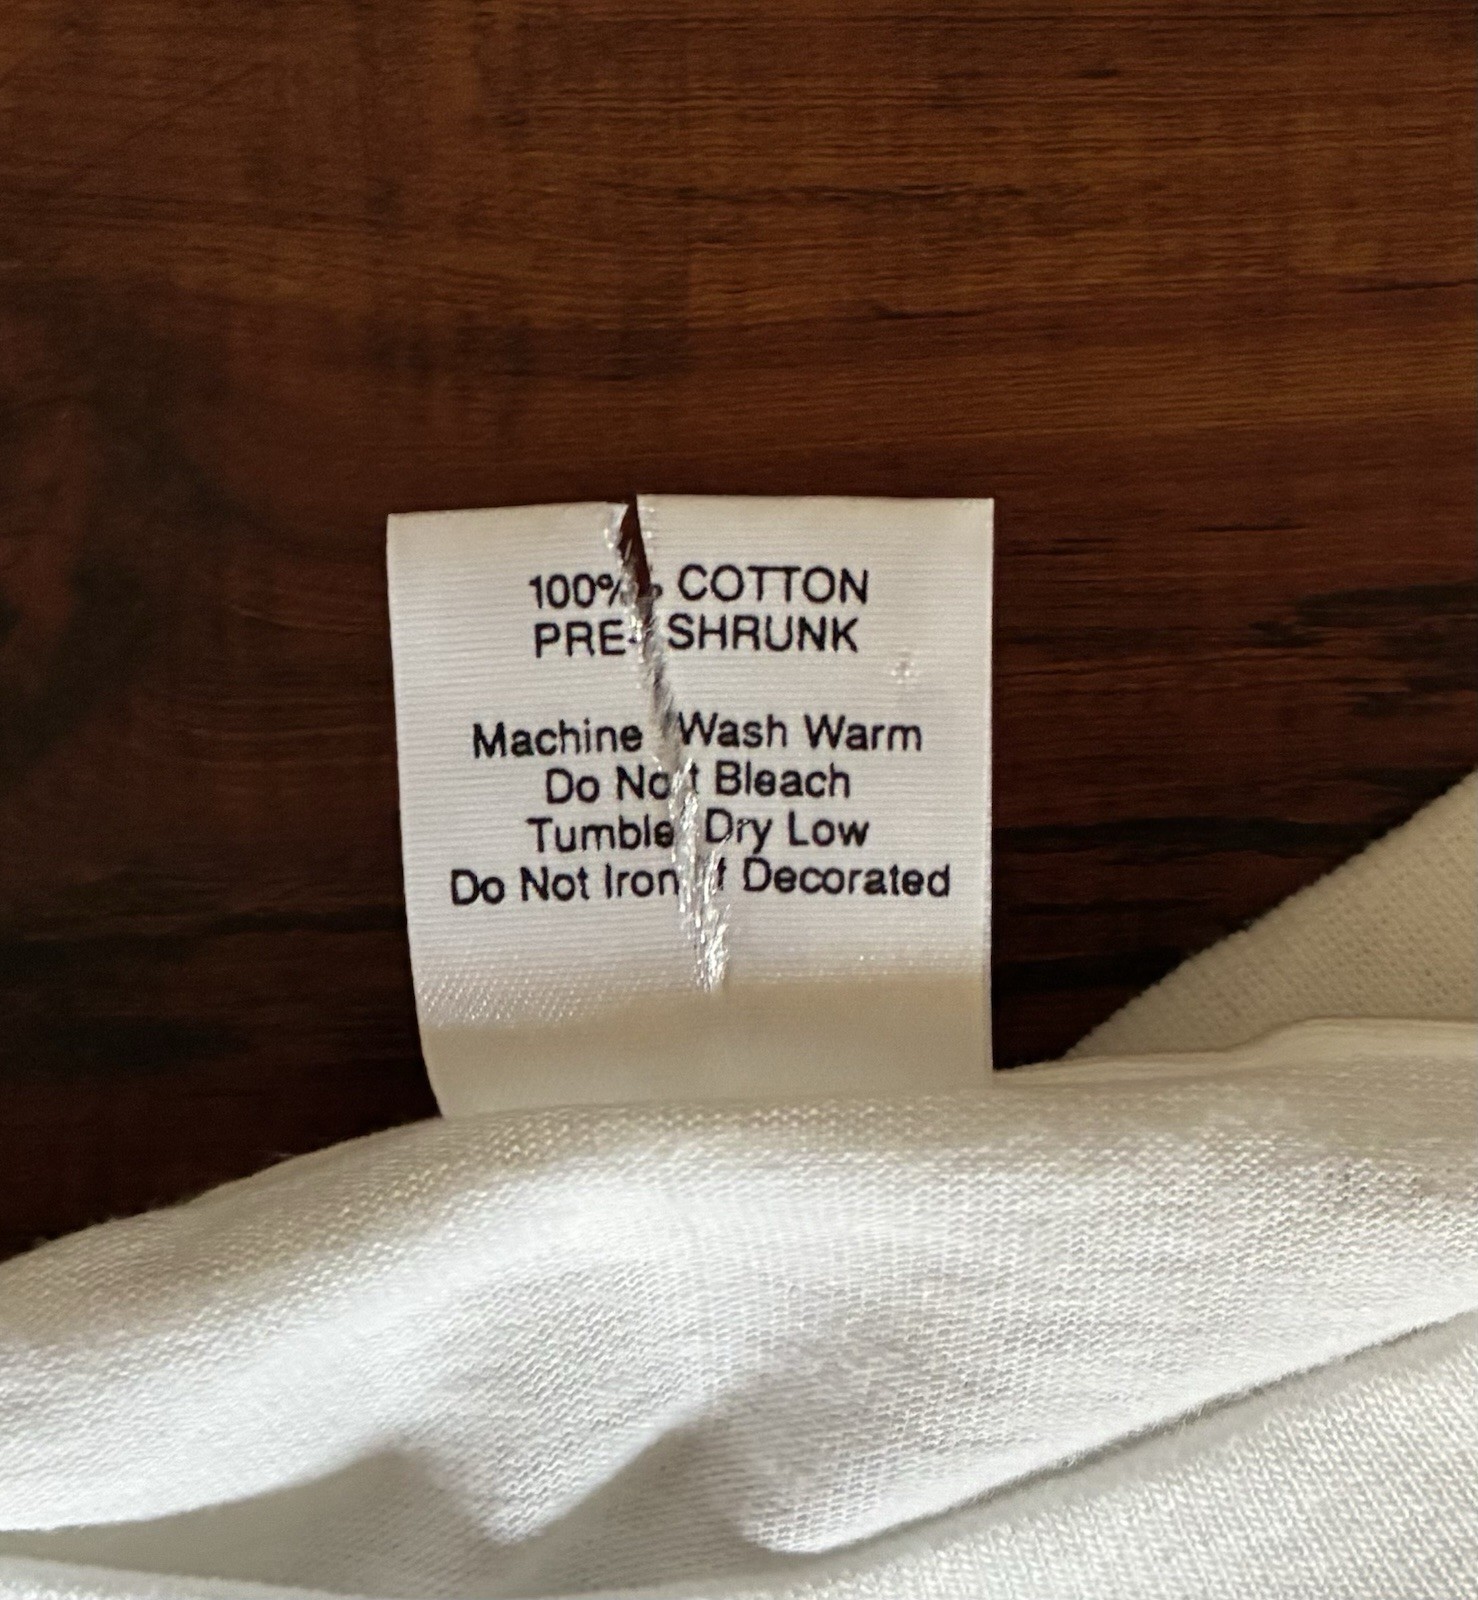 100% COTTON
PRE-SHRUNK
Machine Wash Warm
Do Not Bleach
Tumble Dry Low
Do Not Iron if Decorated